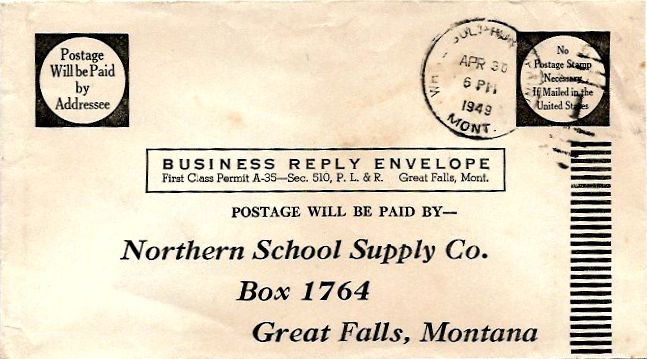 Postage
Will be Paid
by
Addressee
SULPHUR
APR 30
6 PM
1949
MONT.
No
Postage Stamp
Necessary
If Mailed in the
United States
BUSINESS REPLY ENVELOPE
First Class Permit A-35—Sec. 510, P. L. & R. Great Falls, Mont.
POSTAGE WILL BE PAID BY—
Northern School Supply Co.
Box 1764
Great Falls, Montana